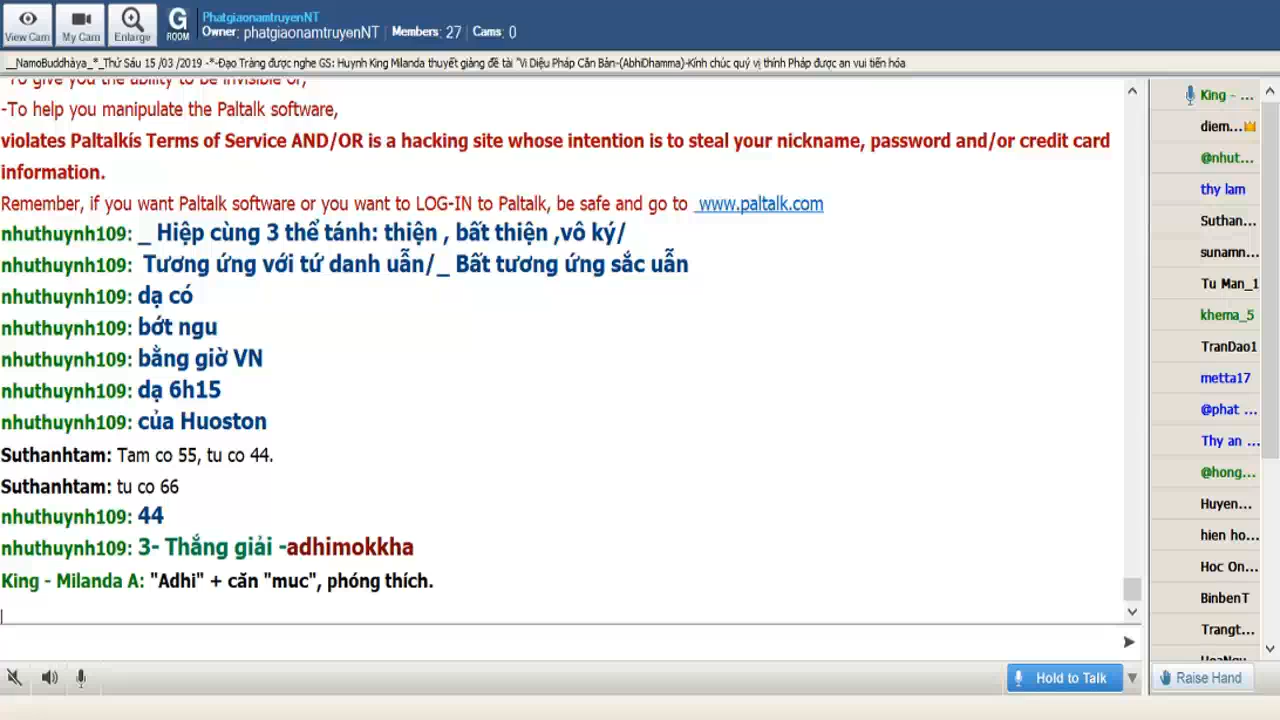 PhatgiaonamtruyenNT
View Cam My Cam Enlarge G ROOM Owner: phatgiaonamtruyenNT Members: 27 Cams: 0
__NamoBuddhàya_*_Thứ Sáu 15 /03 /2019 -*-Đạo Tràng được nghe GS: Huynh King Milanda thuyết giảng đề tài "Vi Diệu Pháp Căn Bản-(AbhiDhamma)-Kính chúc quý vị thính Pháp được an vui tiến hóa
-To give you the ability to be invisible or,
-To help you manipulate the Paltalk software,
violates Paltalkís Terms of Service AND/OR is a hacking site whose intention is to steal your nickname, password and/or credit card
information.
Remember, if you want Paltalk software or you want to LOG-IN to Paltalk, be safe and go to www.paltalk.com
nhuthuynh109: _ Hiệp cùng 3 thể tánh: thiện , bất thiện ,vô ký/
nhuthuynh109: Tương ứng với tứ danh uẩn/_ Bất tương ứng sắc uẩn
nhuthuynh109: dạ có
nhuthuynh109: bớt ngu
nhuthuynh109: bằng giờ VN
nhuthuynh109: dạ 6h15
nhuthuynh109: của Huoston
Suthanhtam: Tam co 55, tu co 44.
Suthanhtam: tu co 66
nhuthuynh109: 44
nhuthuynh109: 3- Thắng giải -adhimokkha
King - Milanda A: "Adhi" + căn "muc", phóng thích.
King - ...
diem...
@nhut...
thy lam
Suthan...
sunamn...
Tu Man_1
khema_5
TranDao1
metta17
@phat ...
Thy an ...
@hong...
Huyen...
hien ho...
Hoc On...
BinbenT
Trangt...
Hold to Talk
Raise Hand